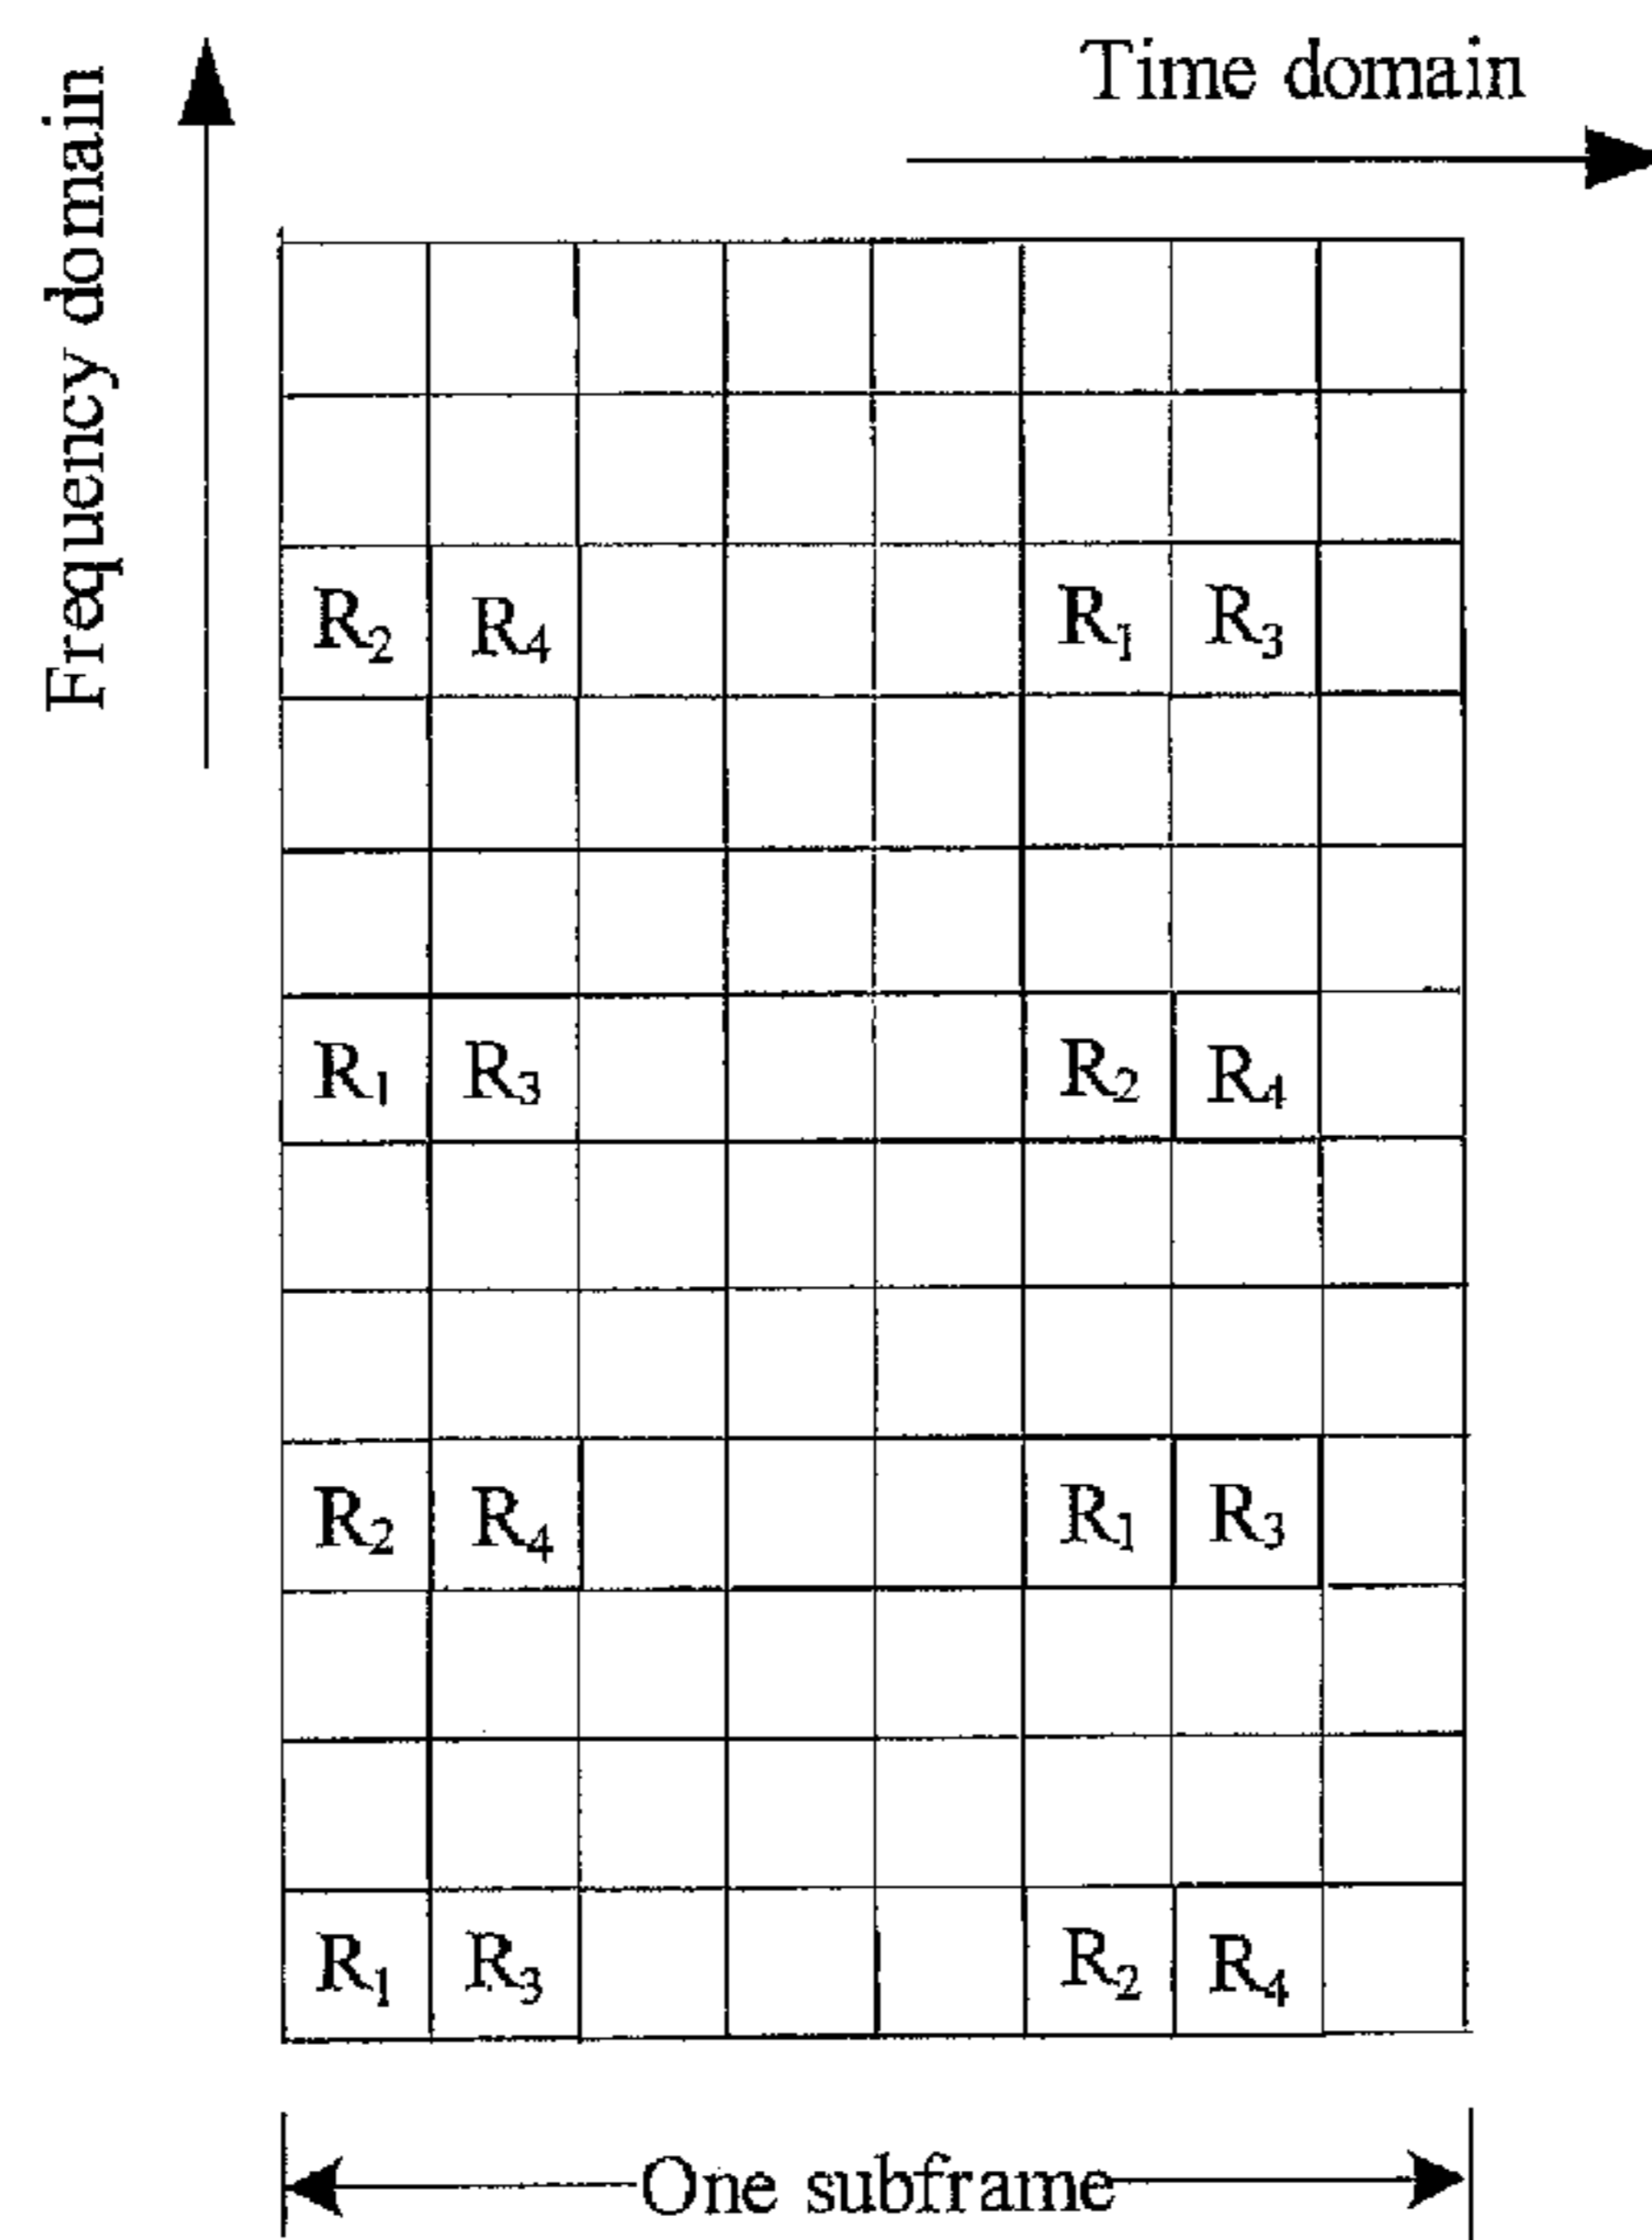 Time domain
Frequency domain
R₂ R₄ R₁ R₃
R₁ R₃ R₂ R₄
R₂ R₄ R₁ R₃
R₁ R₃ R₂ R₄
One subframe